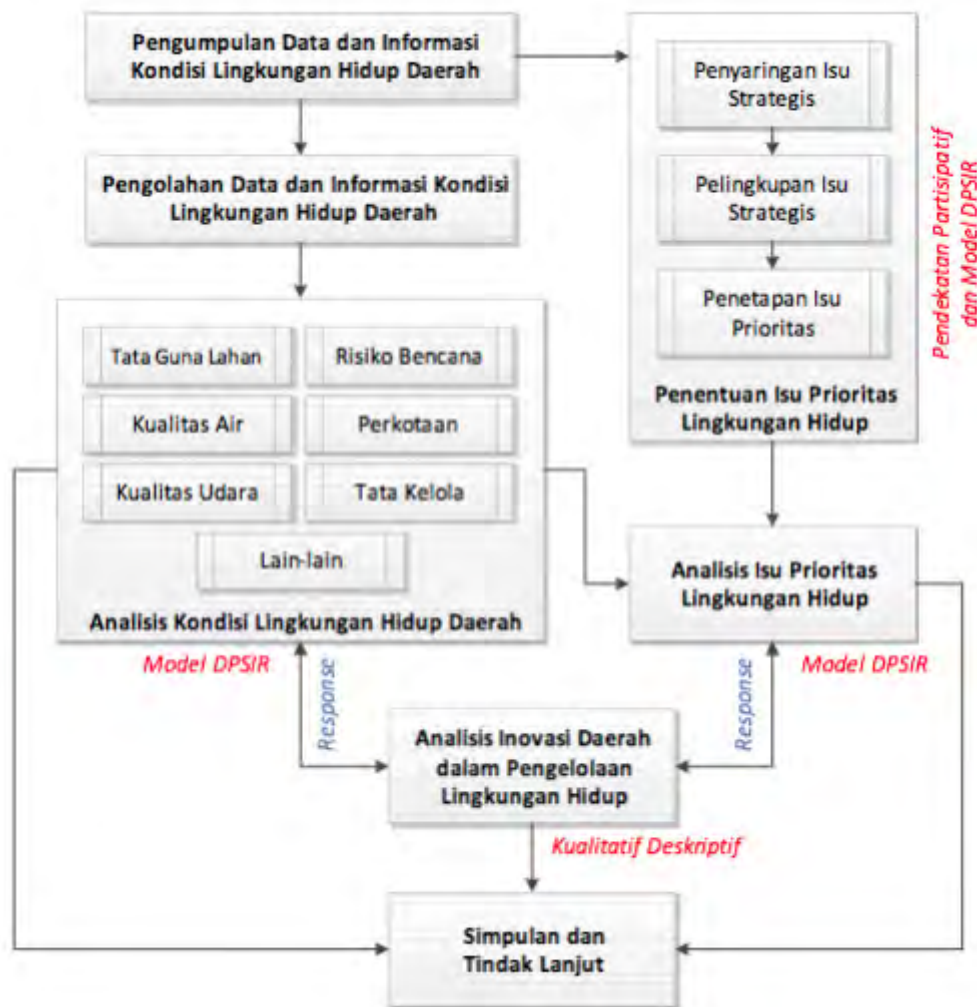 Pengumpulan Data dan Informasi
Kondisi Lingkungan Hidup Daerah
Pengolahan Data dan Informasi Kondisi
Lingkungan Hidup Daerah
Tata Guna Lahan
Risiko Bencana
Kualitas Air
Perkotaan
Kualitas Udara
Tata Kelola
Lain-lain
Analisis Kondisi Lingkungan Hidup Daerah
Penyaringan Isu
Strategis
Pelingkupan Isu
Strategis
Penetapan Isu
Prioritas
Penentuan Isu Prioritas
Lingkungan Hidup
Pendekatan Partisipatif
dan Model DPSIR
Analisis Isu Prioritas
Lingkungan Hidup
Model DPSIR
Response
Response
Model DPSIR
Analisis Inovasi Daerah
dalam Pengelolaan
Lingkungan Hidup
Kualitatif Deskriptif
Simpulan dan
Tindak Lanjut